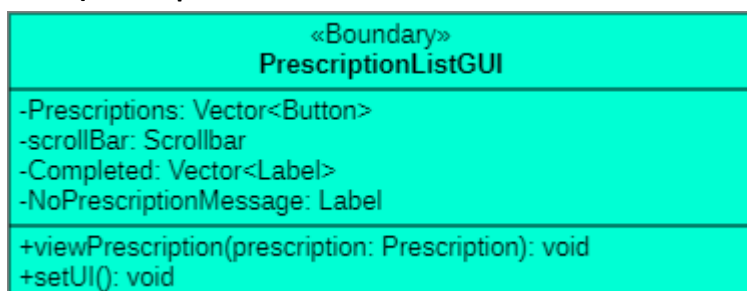 «Boundary»
PrescriptionListGUI
-Prescriptions: Vector<Button>
-scrollBar: Scrollbar
-Completed: Vector<Label>
-NoPrescriptionMessage: Label
+viewPrescription(prescription: Prescription): void
+setUI(): void